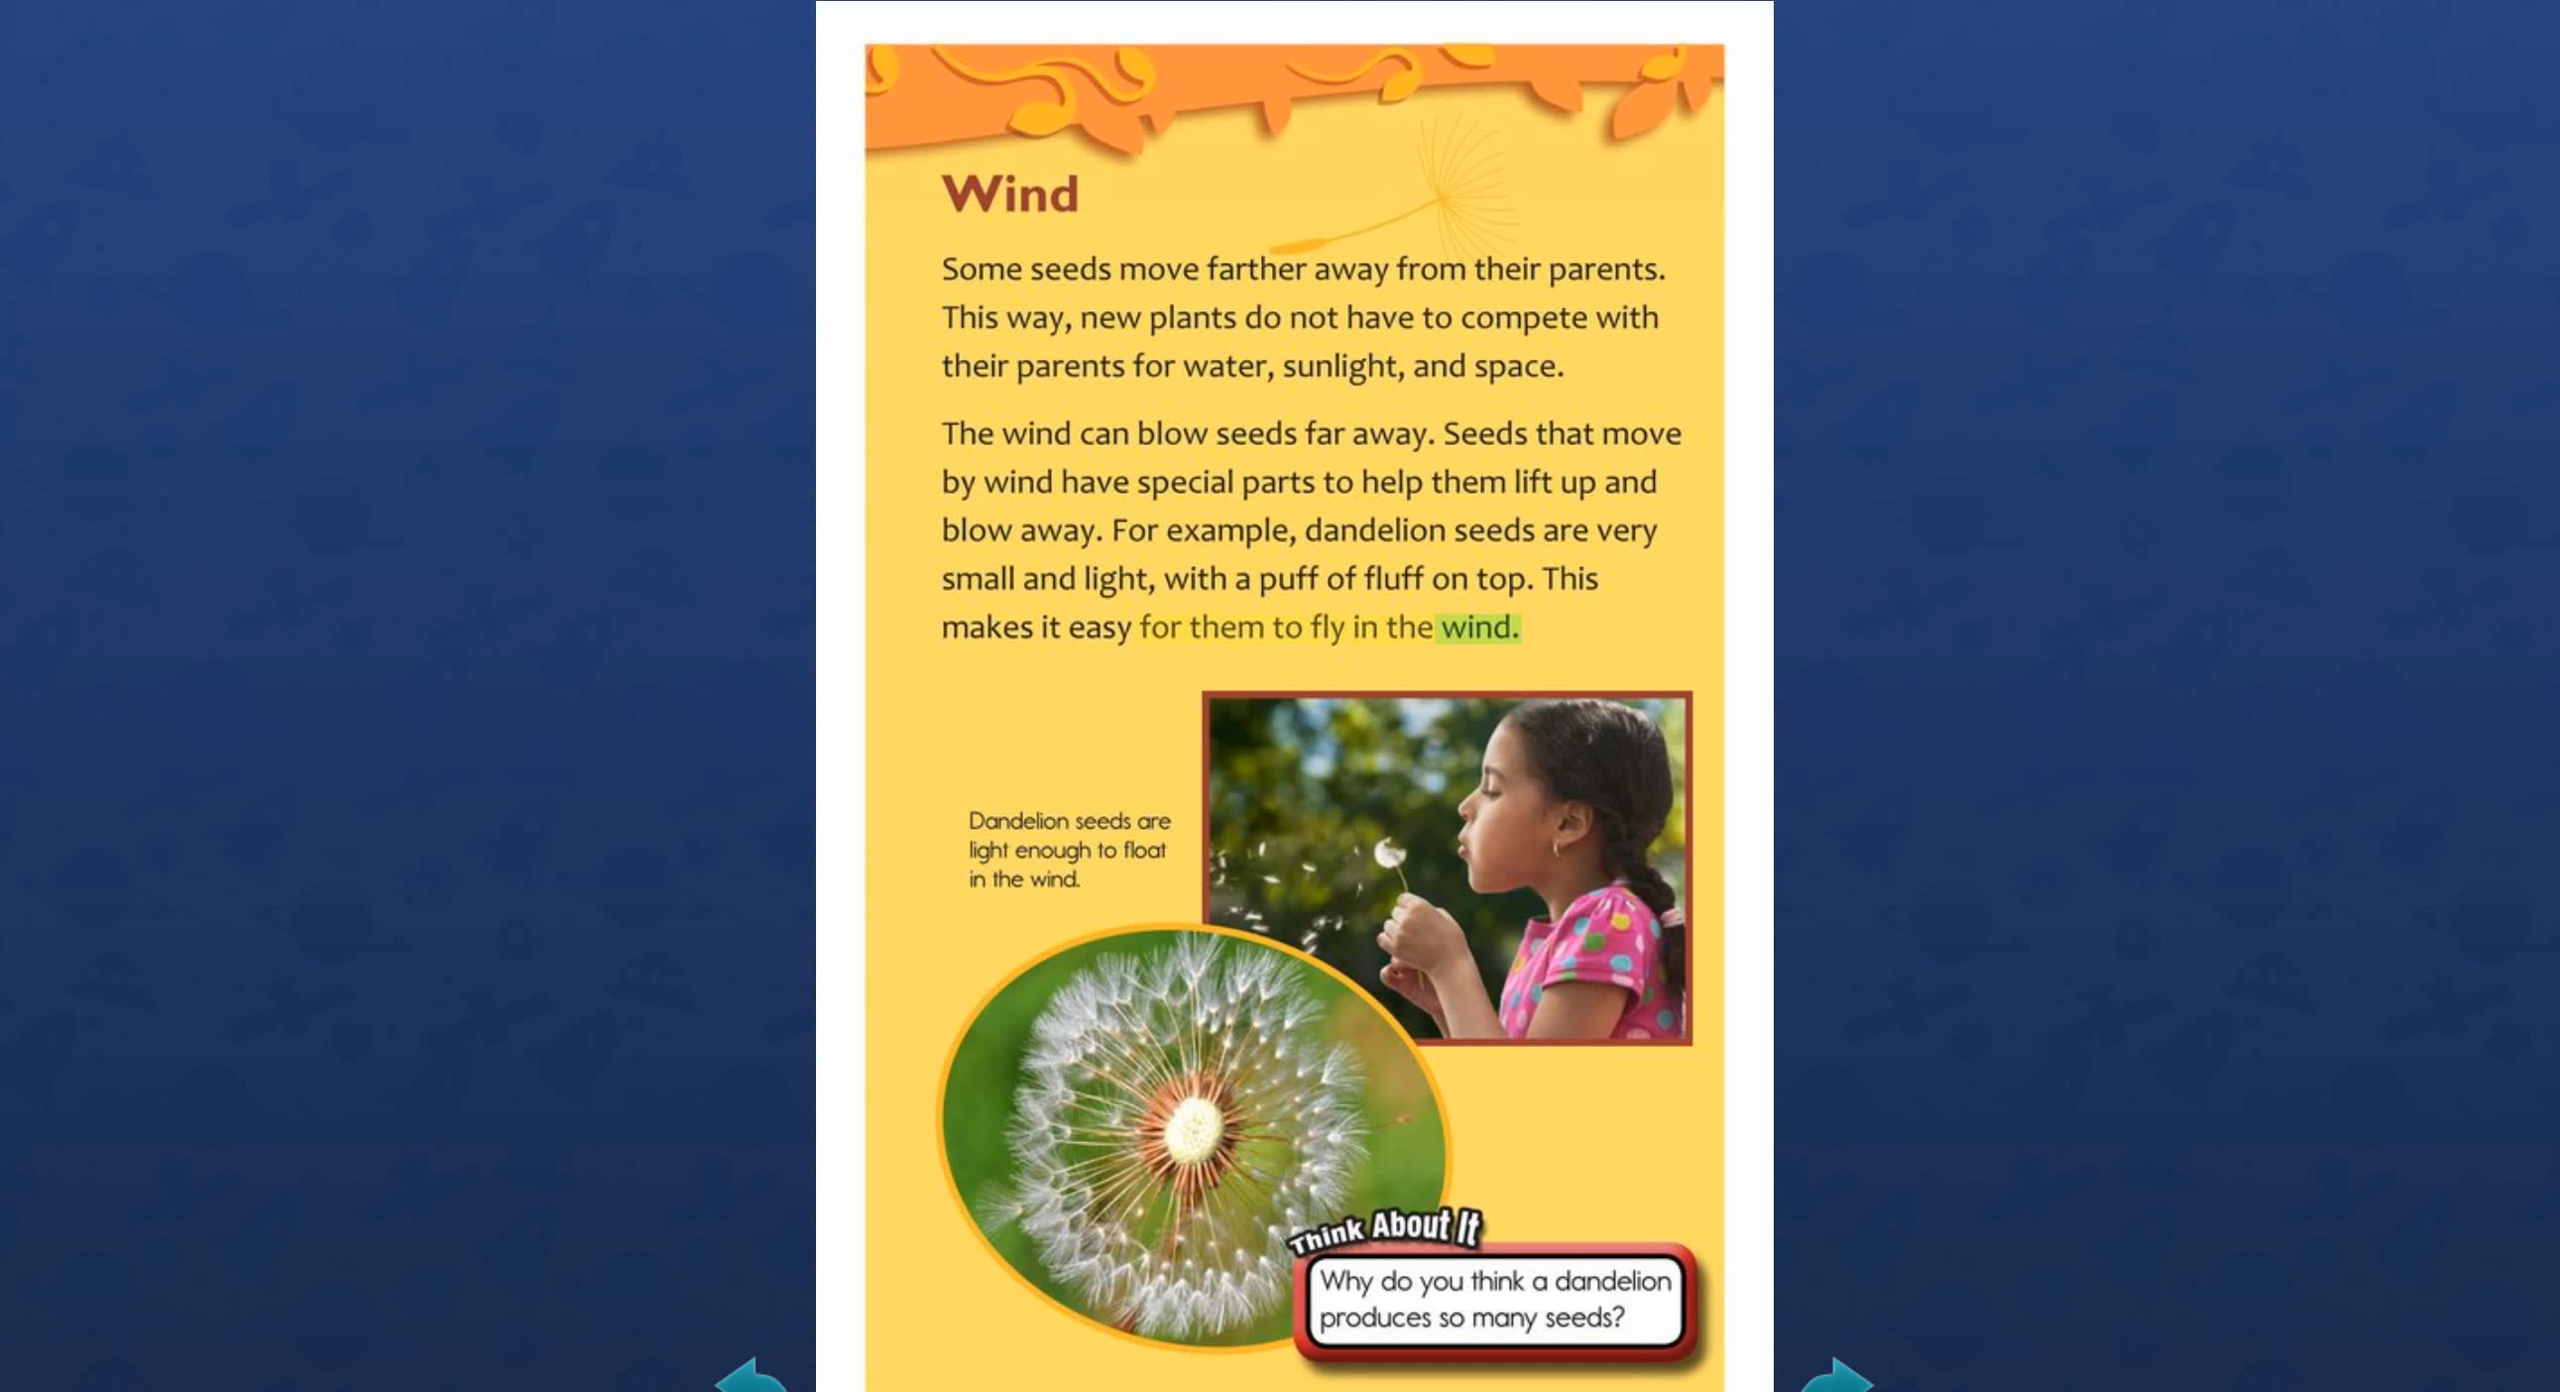 Wind
Some seeds move farther away from their parents.
This way, new plants do not have to compete with
their parents for water, sunlight, and space.
The wind can blow seeds far away. Seeds that move
by wind have special parts to help them lift up and
blow away. For example, dandelion seeds are very
small and light, with a puff of fluff on top. This
makes it easy for them to fly in the wind.
Dandelion seeds are
light enough to float
in the wind.
Think About It
Why do you think a dandelion
produces so many seeds?